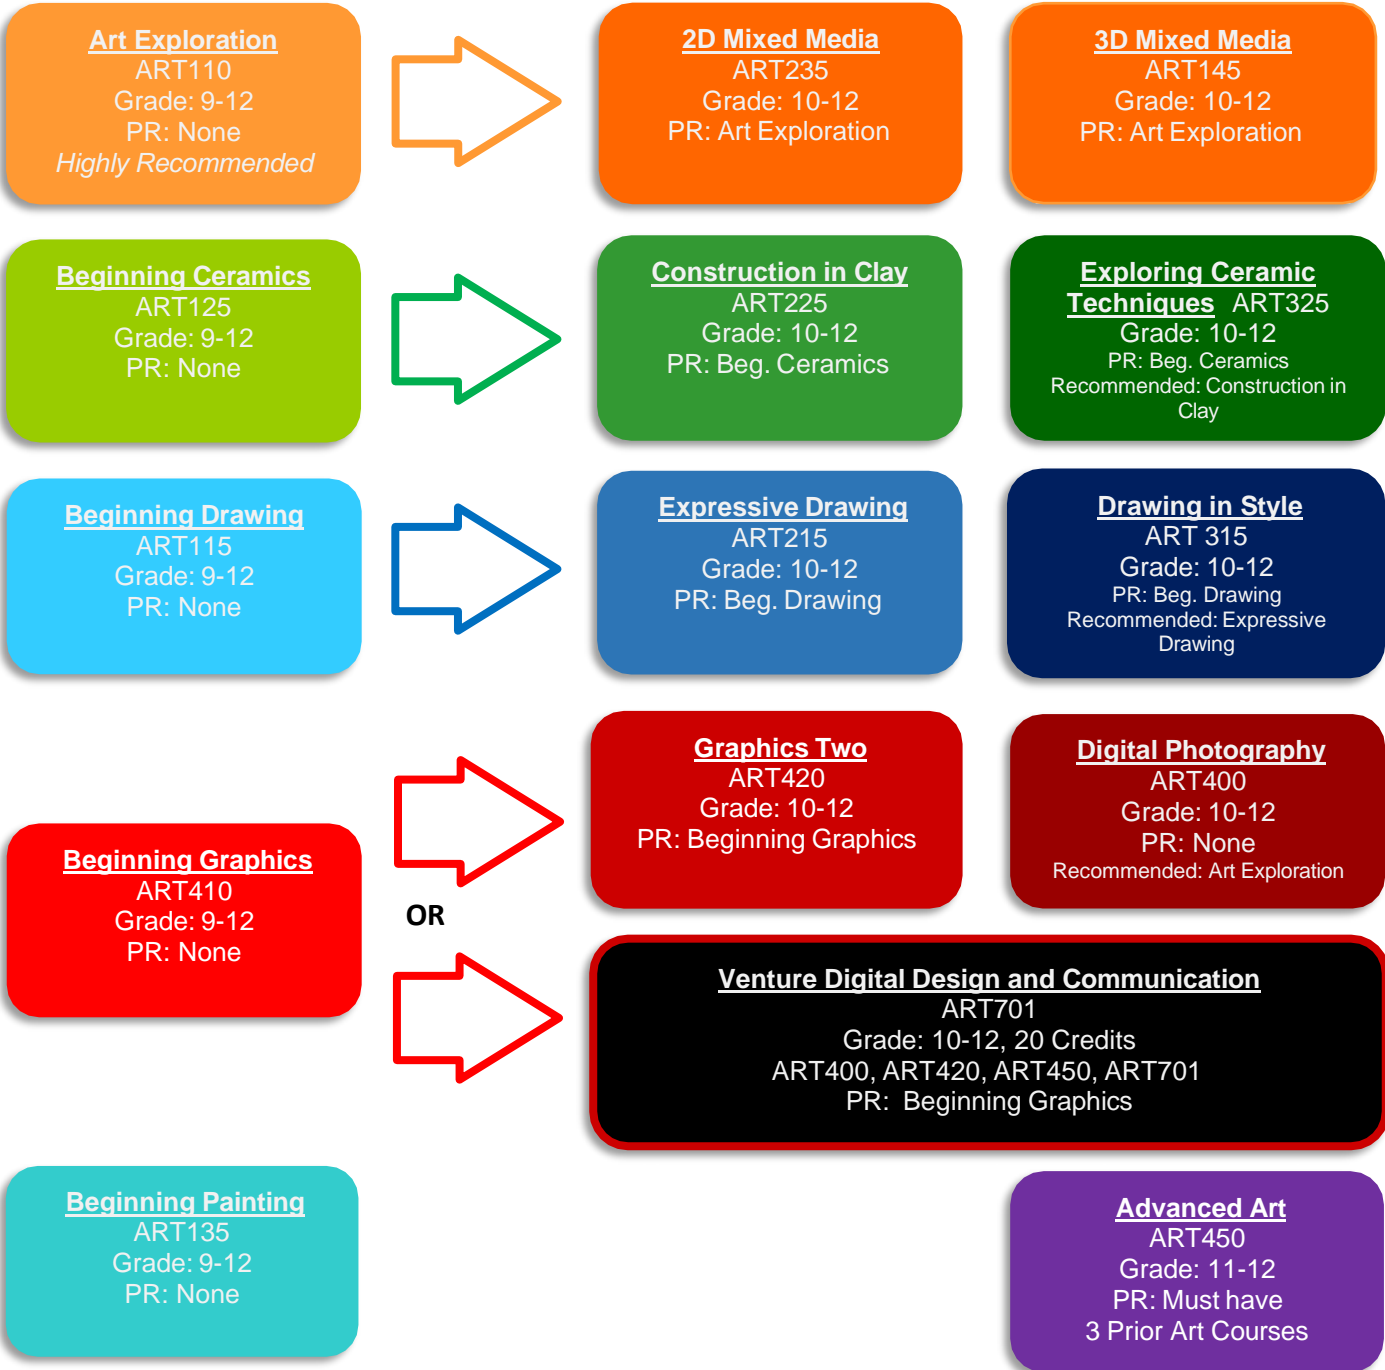 Art Exploration
ART110
Grade: 9-12
PR: None
Highly Recommended
2D Mixed Media
ART235
Grade: 10-12
PR: Art Exploration
3D Mixed Media
ART145
Grade: 10-12
PR: Art Exploration
Beginning Ceramics
ART125
Grade: 9-12
PR: None
Construction in Clay
ART225
Grade: 10-12
PR: Beg. Ceramics
Exploring Ceramic
Techniques ART325
Grade: 10-12
PR: Beg. Ceramics
Recommended: Construction in
Clay
Beginning Drawing
ART115
Grade: 9-12
PR: None
Expressive Drawing
ART215
Grade: 10-12
PR: Beg. Drawing
Drawing in Style
ART 315
Grade: 10-12
PR: Beg. Drawing
Recommended: Expressive
Drawing
Beginning Graphics
ART410
Grade: 9-12
PR: None
OR
Graphics Two
ART420
Grade: 10-12
PR: Beginning Graphics
Digital Photography
ART400
Grade: 10-12
PR: None
Recommended: Art Exploration
Venture Digital Design and Communication
ART701
Grade: 10-12, 20 Credits
ART400, ART420, ART450, ART701
PR: Beginning Graphics
Beginning Painting
ART135
Grade: 9-12
PR: None
Advanced Art
ART450
Grade: 11-12
PR: Must have
3 Prior Art Courses